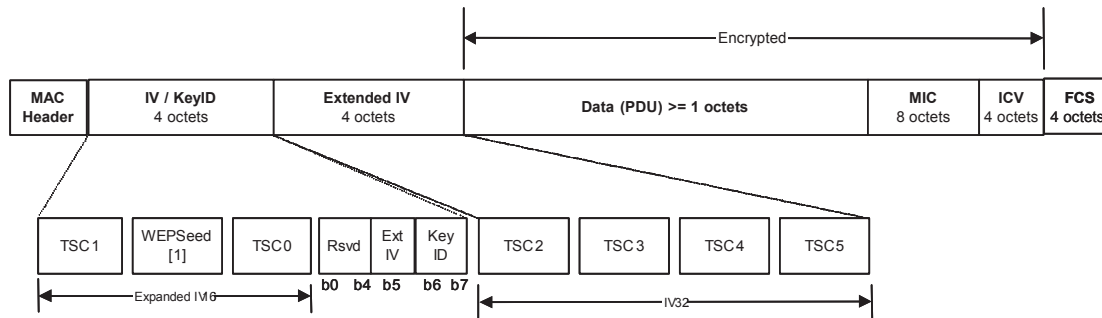 Encrypted
MAC Header
IV / KeyID
4 octets
Extended IV
4 octets
Data (PDU) >= 1 octets
MIC
8 octets
ICV
4 octets
FCS
4 octets
TSC1
WEPSeed
[1]
TSC0
Rsvd
Ext
IV
Key
ID
TSC2
TSC3
TSC4
TSC5
b0 b4 b5 b6 b7
Expanded IV16
IV32